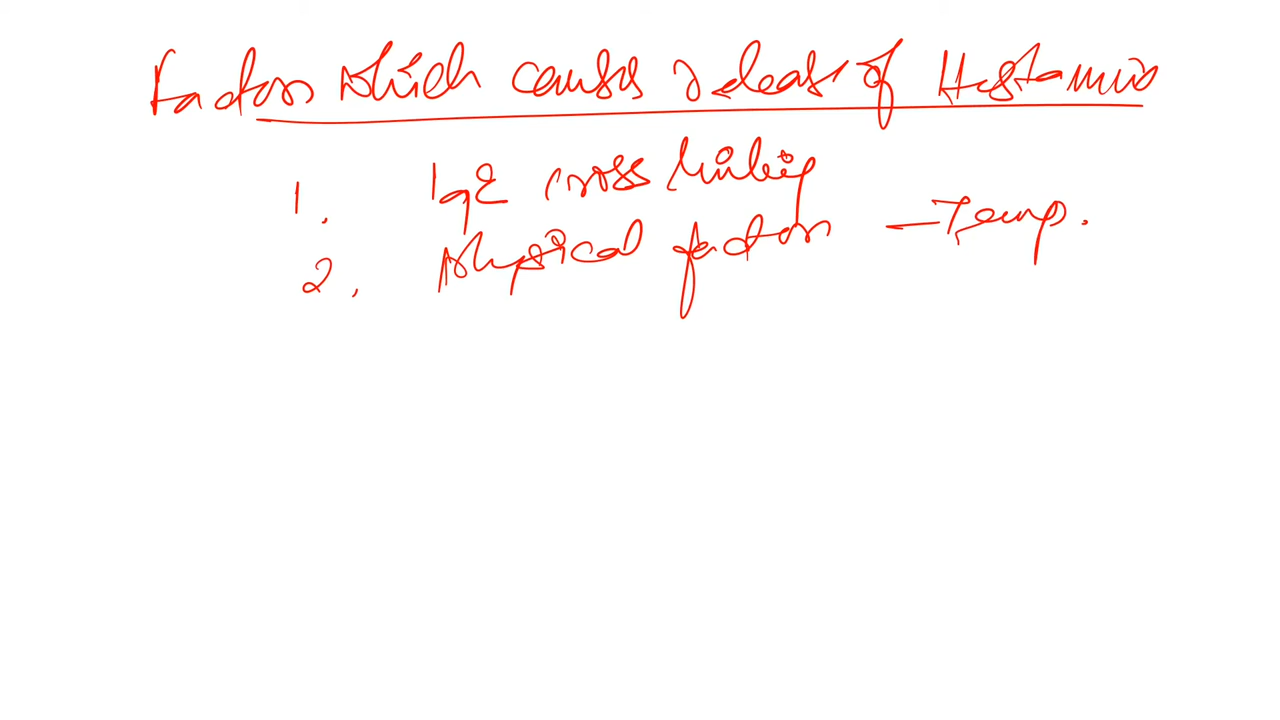 Factors which causes release of Histamine
1. IgE cross linking
2. physical factors - Temp.